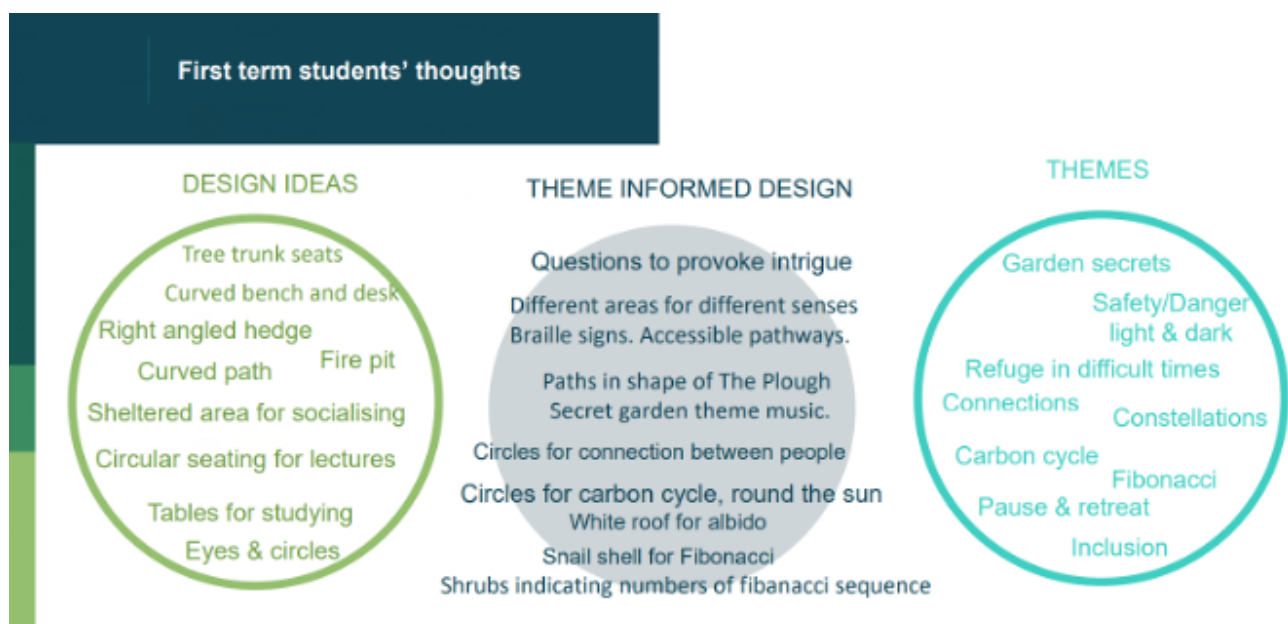 First term students' thoughts
DESIGN IDEAS
Tree trunk seats
Curved bench and desk
Right angled hedge
Fire pit
Curved path
Sheltered area for socialising
Circular seating for lectures
Tables for studying
Eyes & circles
THEME INFORMED DESIGN
Questions to provoke intrigue
Different areas for different senses
Braille signs. Accessible pathways.
Paths in shape of The Plough
Secret garden theme music.
Circles for connection between people
Circles for carbon cycle, round the sun
White roof for albido
Snail shell for Fibonacci
Shrubs indicating numbers of fibanacci sequence
THEMES
Garden secrets
Safety/Danger
light & dark
Refuge in difficult times
Connections
Constellations
Carbon cycle
Fibonacci
Pause & retreat
Inclusion